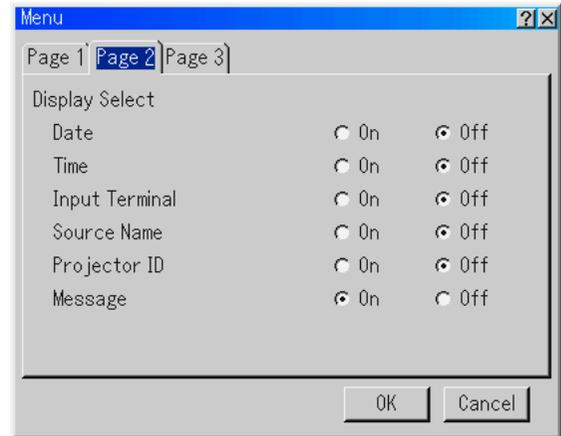 Menu ? X
Page 1 Page 2 Page 3
Display Select
Date On Off
Time On Off
Input Terminal On Off
Source Name On Off
Projector ID On Off
Message On Off
OK Cancel